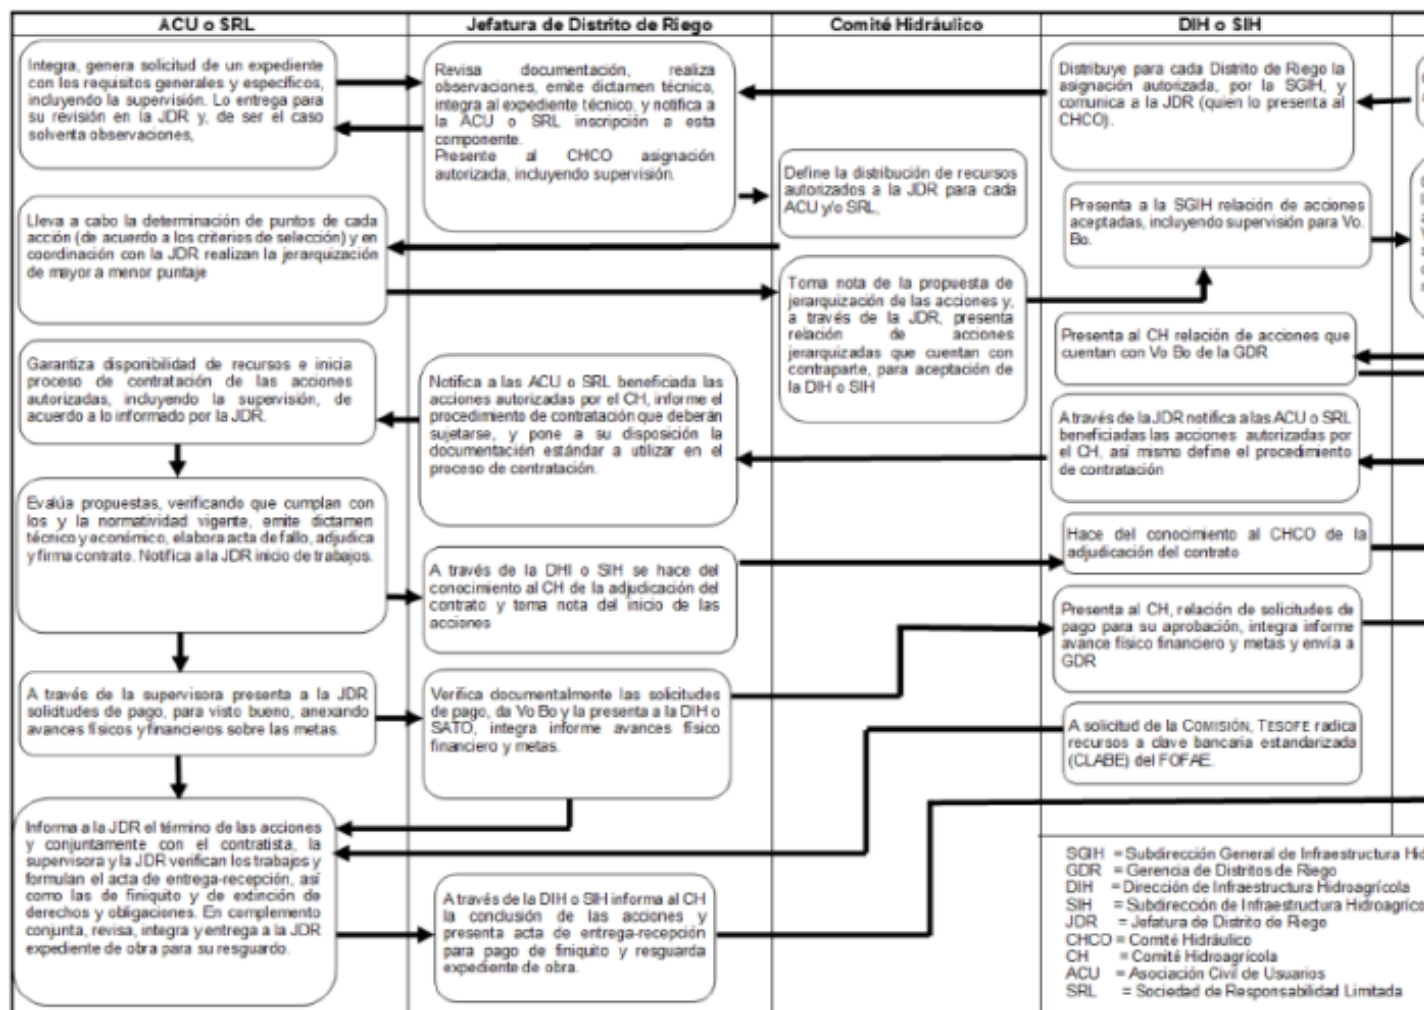 ACU o SRL
Integra, genera solicitud de un expediente
con los requisitos generales y específicos,
incluyendo la supervisión. Lo entrega para
su revisión en la JDR y, de ser el caso
solventa observaciones,
Lleva a cabo la determinación de puntos de cada
acción (de acuerdo a los criterios de selección) y en
coordinación con la JDR realizan la jerarquización
de mayor a menor puntaje
Garantiza disponibilidad de recursos e inicia
proceso de contratación de las acciones
autorizadas, incluyendo la supervisión, de
acuerdo a lo informado por la JDR.
Evalúa propuestas, verificando que cumplan con
los y la normatividad vigente, emite dictamen
técnico y económico, elabora acta de fallo, adjudica
y firma contrato. Notifica a la JDR inicio de trabajos.
A través de la supervisora presenta a la JDR
solicitudes de pago, para visto bueno, anexando
avances físicos y financieros sobre las metas.
Informa a la JDR el término de las acciones
y conjuntamente con el contratista, la
supervisora y la JDR verifican los trabajos y
formulan el acta de entrega-recepción, así
como las de finiquito y de extinción de
derechos y obligaciones. En complemento
conjunta, revisa, integra y entrega a la JDR
expediente de obra para su resguardo.
Jefatura de Distrito de Riego
Revisa documentación, realiza
observaciones, emite dictamen técnico,
integra al expediente técnico, y notifica a
la ACU o SRL inscripción a esta
componente.
Presente al CHCO asignación
autorizada, incluyendo supervisión.
Notifica a las ACU o SRL beneficiada las
acciones autorizadas por el CH, informe el
procedimiento de contratación que deberán
sujetarse, y pone a su disposición la
documentación estándar a utilizar en el
proceso de contratación.
A través de la DHI o SIH se hace del
conocimiento al CH de la adjudicación del
contrato y toma nota del inicio de las
acciones
Verifica documentalmente las solicitudes
de pago, da Vo Bo y la presenta a la DIH o
SATO, integra informe avances físico
financiero y metas.
A través de la DIH o SIH informa al CH
la conclusión de las acciones y
presenta acta de entrega-recepción
para pago de finiquito y resguarda
expediente de obra.
Comité Hidráulico
Define la distribución de recursos
autorizados a la JDR para cada
ACU y/o SRL,
Toma nota de la propuesta de
jerarquización de las acciones y,
a través de la JDR, presenta
relación de acciones
jerarquizadas que cuentan con
contraparte, para aceptación de
la DIH o SIH
DIH o SIH
Distribuye para cada Distrito de Riego la
asignación autorizada, por la SGIH, y
comunica a la JDR (quien lo presenta al
CHCO).
Presenta a la SGIH relación de acciones
aceptadas, incluyendo supervisión para Vo.
Bo.
Presenta al CH relación de acciones que
cuentan con Vo Bo de la GDR
A través de la JDR notifica a las ACU o SRL
beneficiadas las acciones autorizadas por
el CH, así mismo define el procedimiento
de contratación
Hace del conocimiento al CHCO de la
adjudicación del contrato
Presenta al CH, relación de solicitudes de
pago para su aprobación, integra informe
avance físico financiero y metas y envía a
GDR
A solicitud de la COMISIÓN, TESOFE radica
recursos a clave bancaria estandarizada
(CLABE) del FOFAE.
SGIH = Subdirección General de Infraestructura Hid
GDR = Gerencia de Distritos de Riego
DIH = Dirección de Infraestructura Hidroagrícola
SIH = Subdirección de Infraestructura Hidroagríco
JDR = Jefatura de Distrito de Riego
CHCO = Comité Hidráulico
CH = Comité Hidroagrícola
ACU = Asociación Civil de Usuarios
SRL = Sociedad de Responsabilidad Limitada